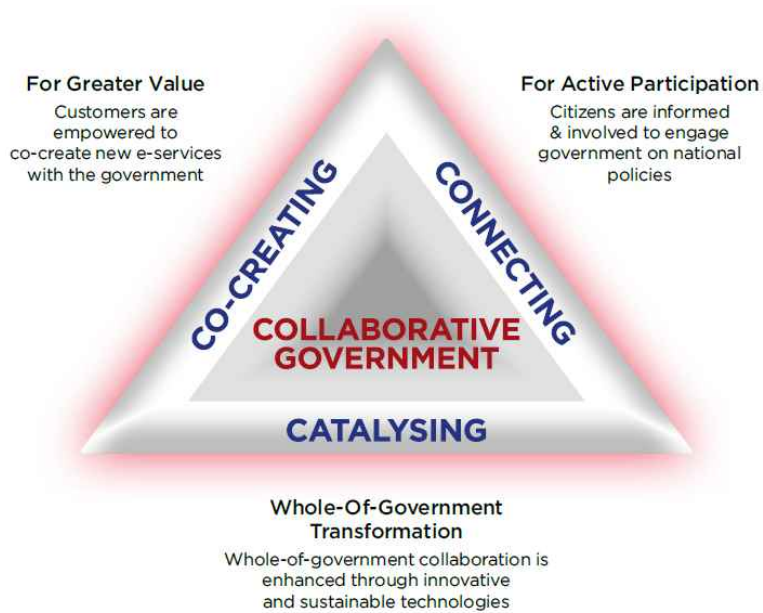 For Greater Value
Customers are
empowered to
co-create new e-services
with the government
For Active Participation
Citizens are informed
& involved to engage
government on national
policies
CO-CREATING
CONNECTING
COLLABORATIVE
GOVERNMENT
CATALYSING
Whole-Of-Government
Transformation
Whole-of-government collaboration is
enhanced through innovative
and sustainable technologies